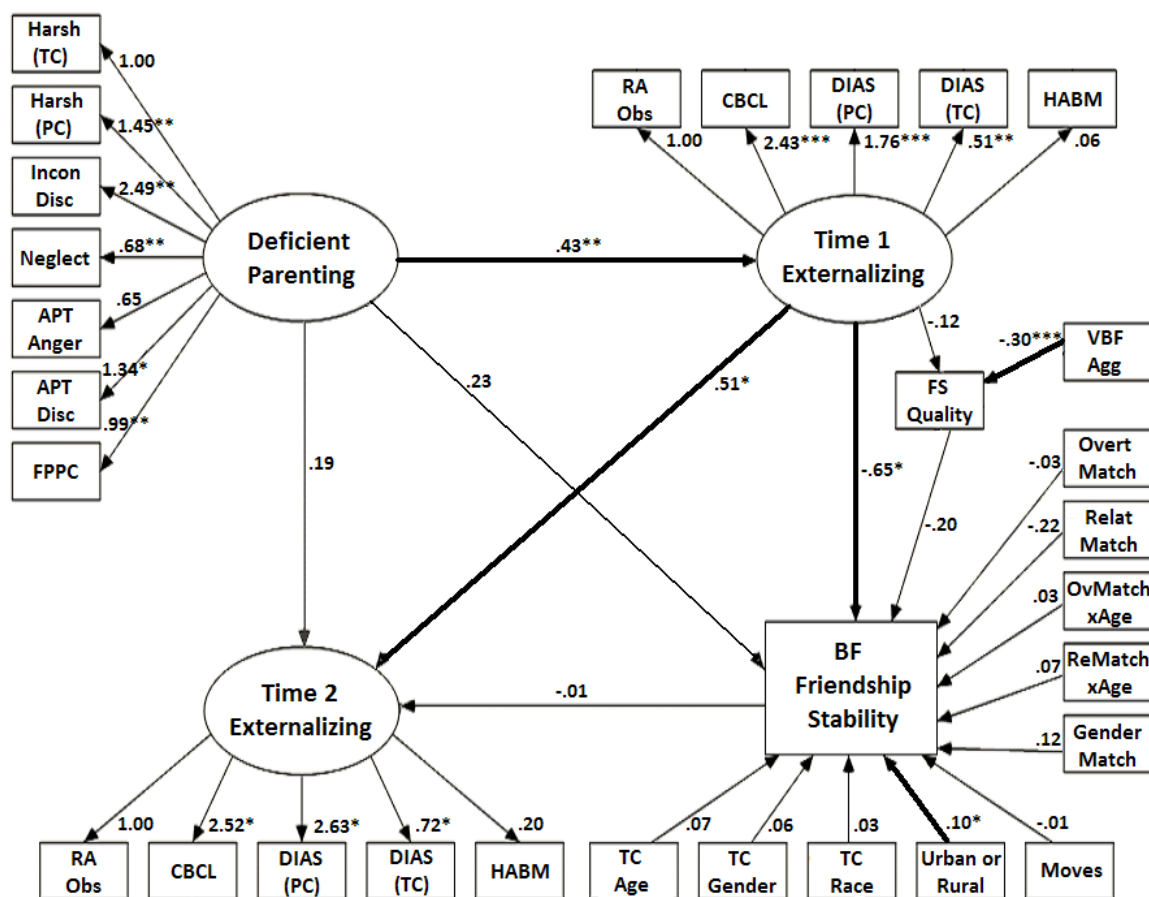 Harsh
(TC)
1.00
Harsh
(PC)
1.45**
Incon
Disc
2.49**
Neglect
.68**
APT
Anger
.65
APT
Disc
1.34*
FPPC
.99**
Deficient
Parenting
.43**
RA
Obs
CBCL
DIAS
(PC)
DIAS
(TC)
HABM
1.00
2.43***
1.76***
.51**
.06
Time 1
Externalizing
-.12
-.30***
VBF
Agg
FS
Quality
.23
.51*
-.65*
-.20
.19
-.03
Overt
Match
-.22
Relat
Match
.03
OvMatch
xAge
.07
ReMatch
xAge
.12
Gender
Match
BF
Friendship
Stability
-.01
Time 2
Externalizing
1.00
2.52*
2.63*
.72*
.20
RA
Obs
CBCL
DIAS
(PC)
DIAS
(TC)
HABM
.07
.06
.03
.10*
-.01
TC
Age
TC
Gender
TC
Race
Urban or
Rural
Moves